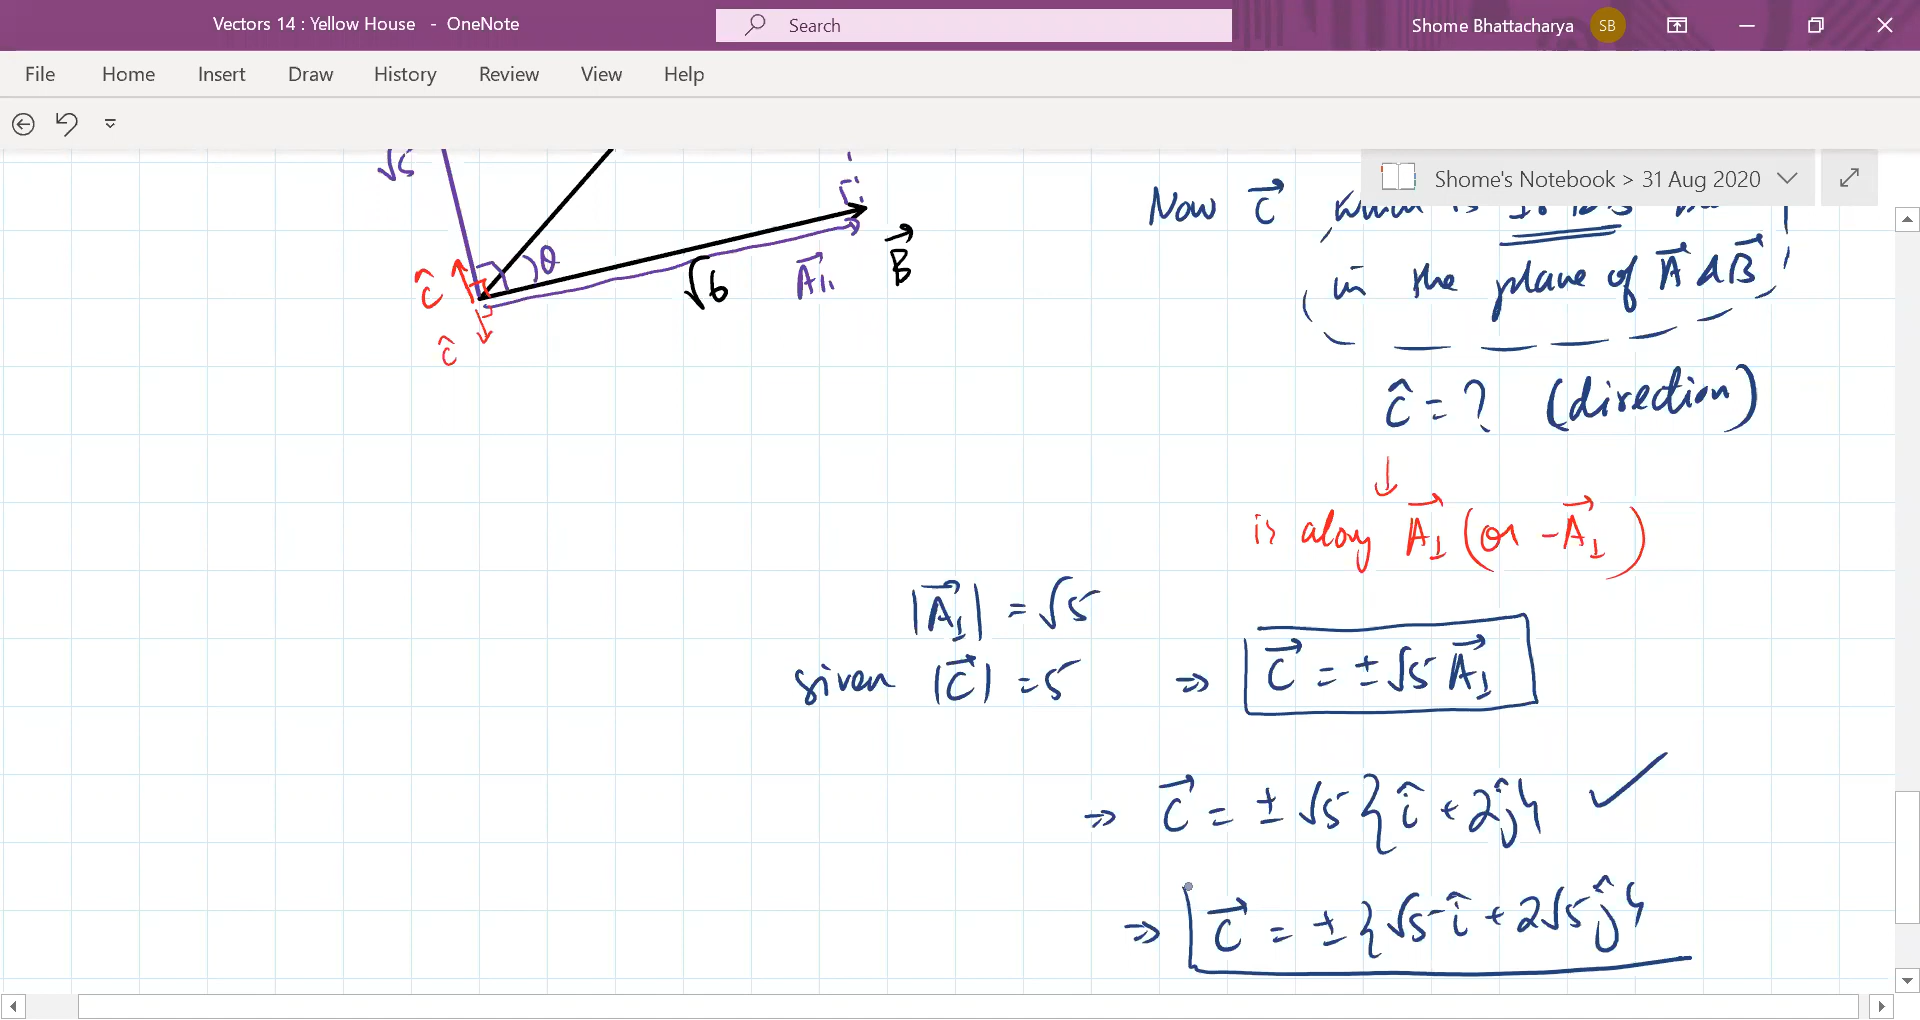 Vectors 14 : Yellow House - OneNote
Search
Shome Bhattacharya SB
File Home Insert Draw History Review View Help
Shome's Notebook > 31 Aug 2020
√5
Now C⃗
in the plane of A⃗ & B⃗
θ
ĉ
√6
A⃗₁₁
B⃗
ĉ
ĉ = ? (direction)
↓
is along A⃗⊥ (or -A⃗⊥)
|A⃗⊥| = √5
given |C⃗| = 5 ⇒ C⃗ = ± √5 A⃗⊥
⇒ C⃗ = ± √5 {î + 2ĵ} ✓
⇒ C⃗ = ± {√5 î + 2√5 ĵ}